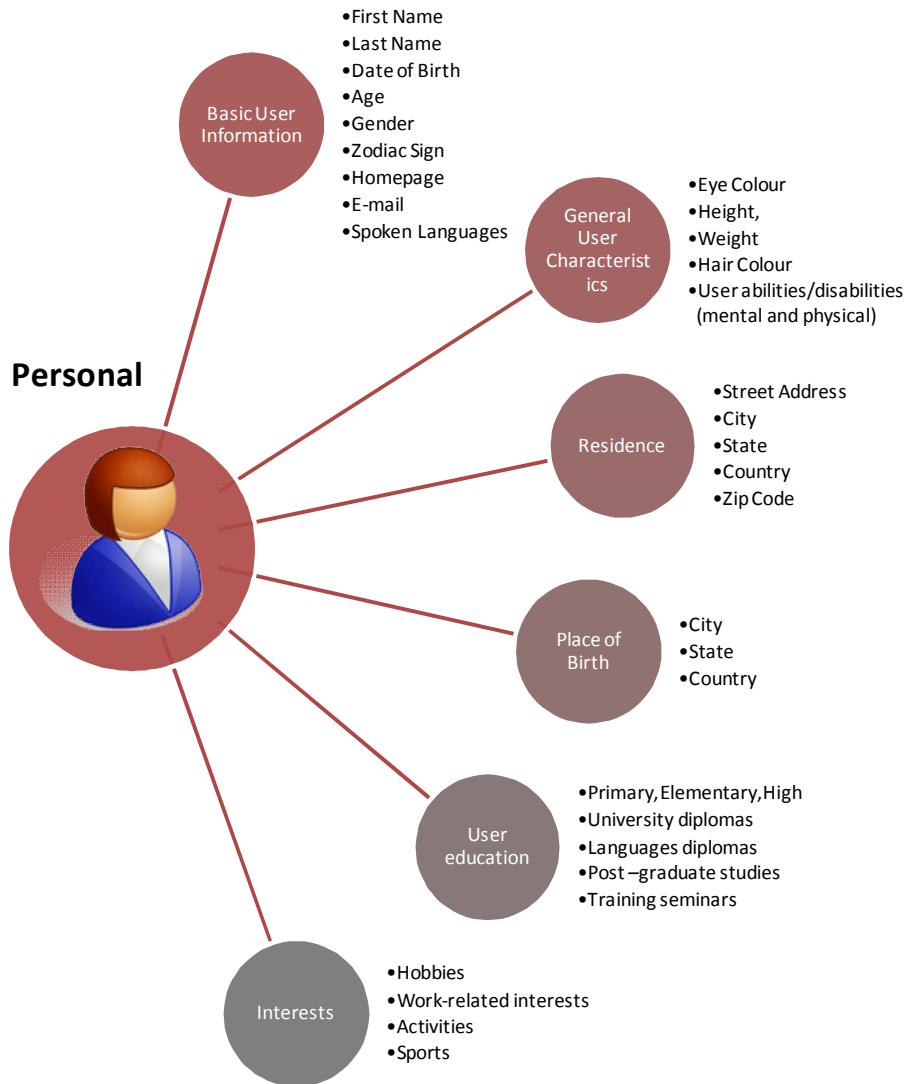 •First Name
•Last Name
•Date of Birth
•Age
•Gender
•Zodiac Sign
•Homepage
•E-mail
•Spoken Languages
Basic User
Information
General
User
Characterist
ics
•Eye Colour
•Height,
•Weight
•Hair Colour
•User abilities/disabilities
(mental and physical)
Personal
Residence
•Street Address
•City
•State
•Country
•Zip Code
Place of
Birth
•City
•State
•Country
User
education
•Primary,Elementary,High
•University diplomas
•Languages diplomas
•Post –graduate studies
•Training seminars
Interests
•Hobbies
•Work-related interests
•Activities
•Sports